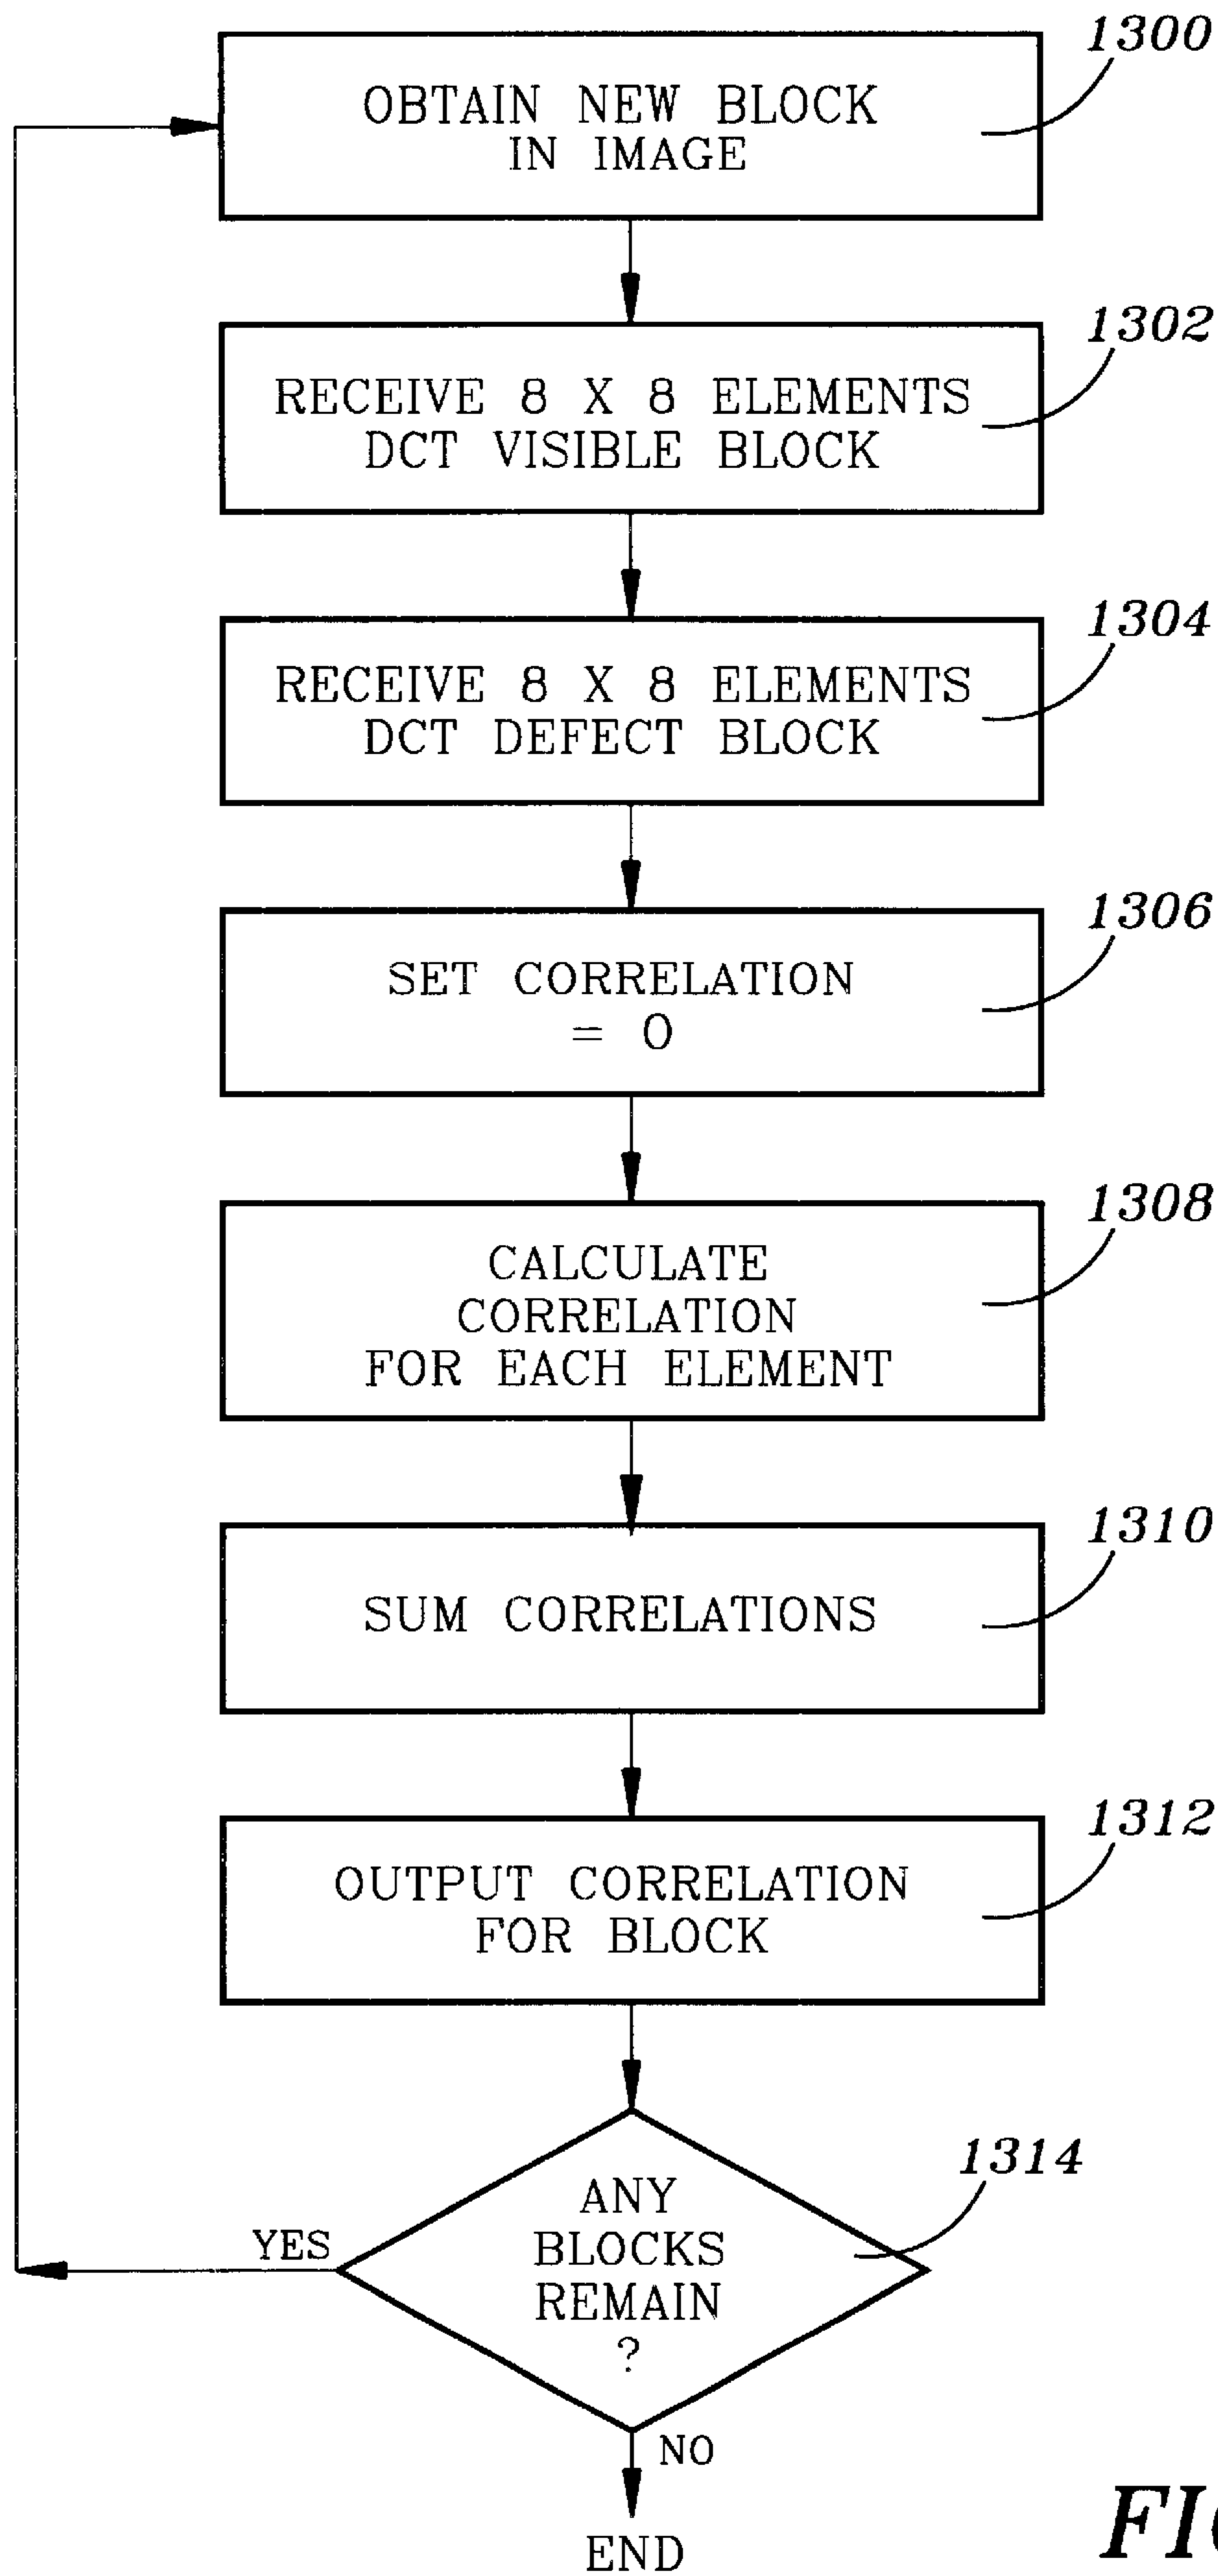 1300
OBTAIN NEW BLOCK
IN IMAGE
1302
RECEIVE 8 X 8 ELEMENTS
DCT VISIBLE BLOCK
1304
RECEIVE 8 X 8 ELEMENTS
DCT DEFECT BLOCK
1306
SET CORRELATION
= 0
1308
CALCULATE
CORRELATION
FOR EACH ELEMENT
1310
SUM CORRELATIONS
1312
OUTPUT CORRELATION
FOR BLOCK
1314
ANY
BLOCKS
REMAIN
?
YES
NO
END